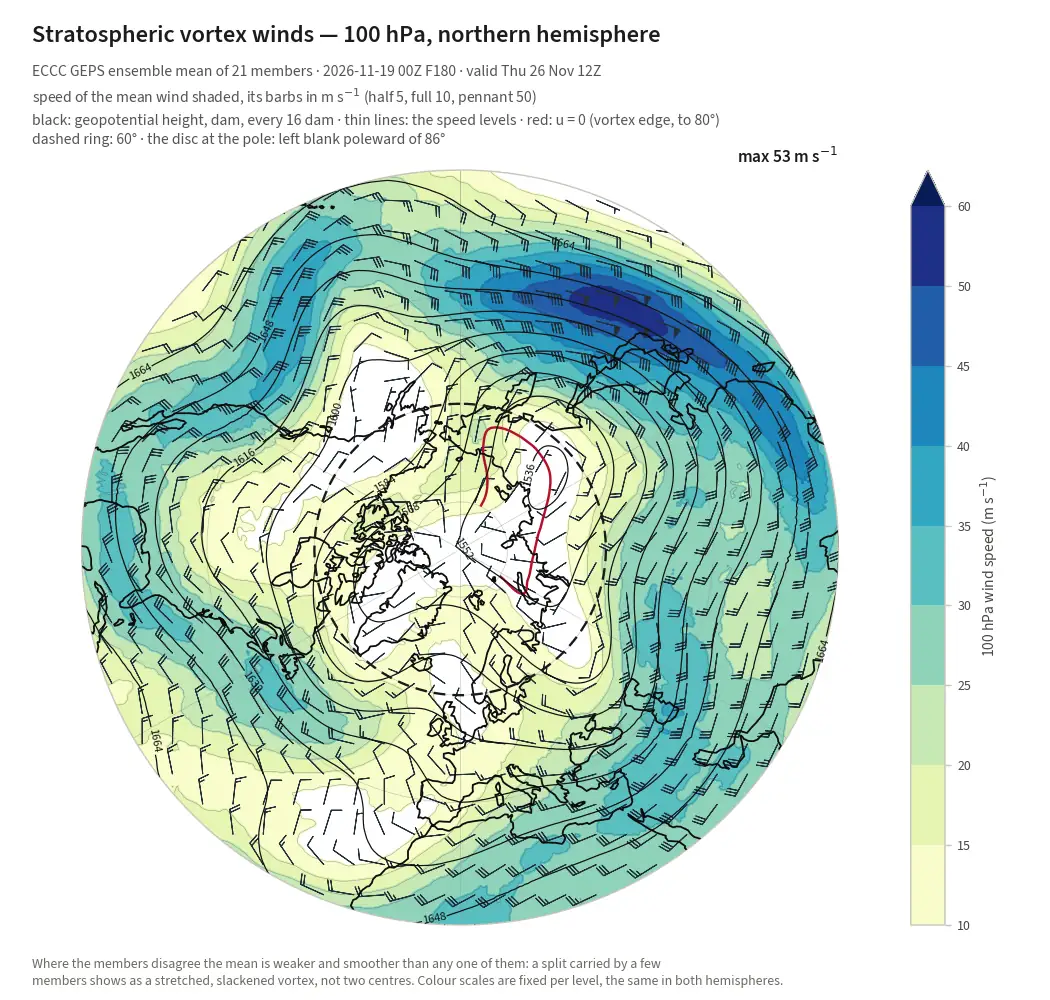 Stratospheric vortex winds — 100 hPa, northern hemisphere
ECCC GEPS ensemble mean of 21 members · 2026-11-19 00Z F180 · valid Thu 26 Nov 12Z
speed of the mean wind shaded, its barbs in m s⁻¹ (half 5, full 10, pennant 50)
black: geopotential height, dam, every 16 dam · thin lines: the speed levels · red: u = 0 (vortex edge, to 80°)
dashed ring: 60° · the disc at the pole: left blank poleward of 86°
max 53 m s⁻¹
60
50
45
40
35
30
25
20
15
10
100 hPa wind speed (m s⁻¹)
1664
1648
1664
1600
1616
1536
1584
1568
1552
1664
1632
1664
1648
Where the members disagree the mean is weaker and smoother than any one of them: a split carried by a few
members shows as a stretched, slackened vortex, not two centres. Colour scales are fixed per level, the same in both hemispheres.